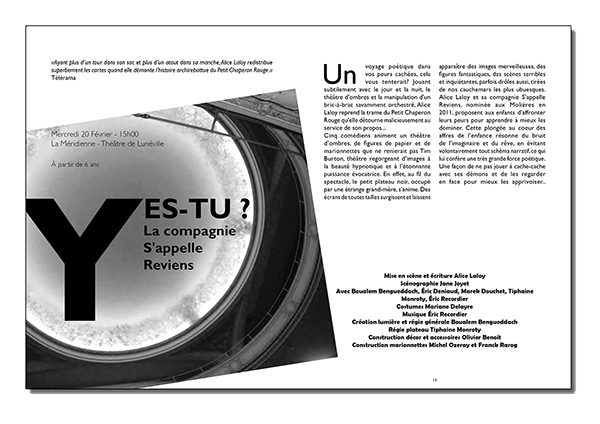 «Ayant plus d'un tour dans son sac et plus d'un atout dans sa manche, Alice Laloy redistribue
superbement les cartes quand elle démonte l'histoire archirebattue du Petit Chaperon Rouge.»
Télérama
Mercredi 20 Février - 15h00
La Méridienne - Théâtre de Lunéville
À partir de 6 ans
Y ES-TU ?
La compagnie
S'appelle
Reviens
Un voyage poétique dans
vos peurs cachées, cela
vous tenterait? Jouant
subtilement avec le jour et la nuit, le
théâtre d'ombres et la manipulation d'un
bric-à-brac savamment orchestré, Alice
Laloy reprend la trame du Petit Chaperon
Rouge qu'elle détourne malicieusement au
service de son propos...
Cinq comédiens animent un théâtre
d'ombres, de figures de papier et de
marionnettes que ne renierait pas Tim
Burton, théâtre regorgent d'images à
la beauté hypnotique et à l'étonnante
puissance évocatrice. En effet, au fil du
spectacle, le petit plateau noir, occupé
par une étrange grand-mère, s'anime. Des
écrans de toutes tailles surgissent et laissent
apparaître des images merveilleuses, des
figures fantastiques, des scènes terribles
et inquiétantes, parfois drôles aussi, tirées
de nos cauchemars les plus ubuesques.
Alice Laloy et sa compagnie S'appelle
Reviens, nominée aux Molières en
2011, proposent aux enfants d'affronter
leurs peurs pour apprendre à mieux les
dominer. Cette plongée au coeur des
affres de l'enfance résonne du bruit
de l'imaginaire et du rêve, en évitant
volontairement tout schéma narratif, ce qui
lui confère une très grande force poétique.
Une façon de ne pas jouer à cache-cache
avec ses démons et de les regarder
en face pour mieux les apprivoiser...
Mise en scène et écriture Alice Laloy
Scénographie Jane Joyet
Avec Boualem Bengueddach, Éric Deniaud, Marek Douchet, Tiphaine
Monroty, Éric Recordier
Costumes Mariane Delayre
Musique Éric Recordier
Création lumière et régie générale Boualem Bengueddach
Régie plateau Tiphaine Monroty
Construction décor et accessoires Olivier Benoit
Construction marionnettes Michel Ozeray et Franck Rarog
13